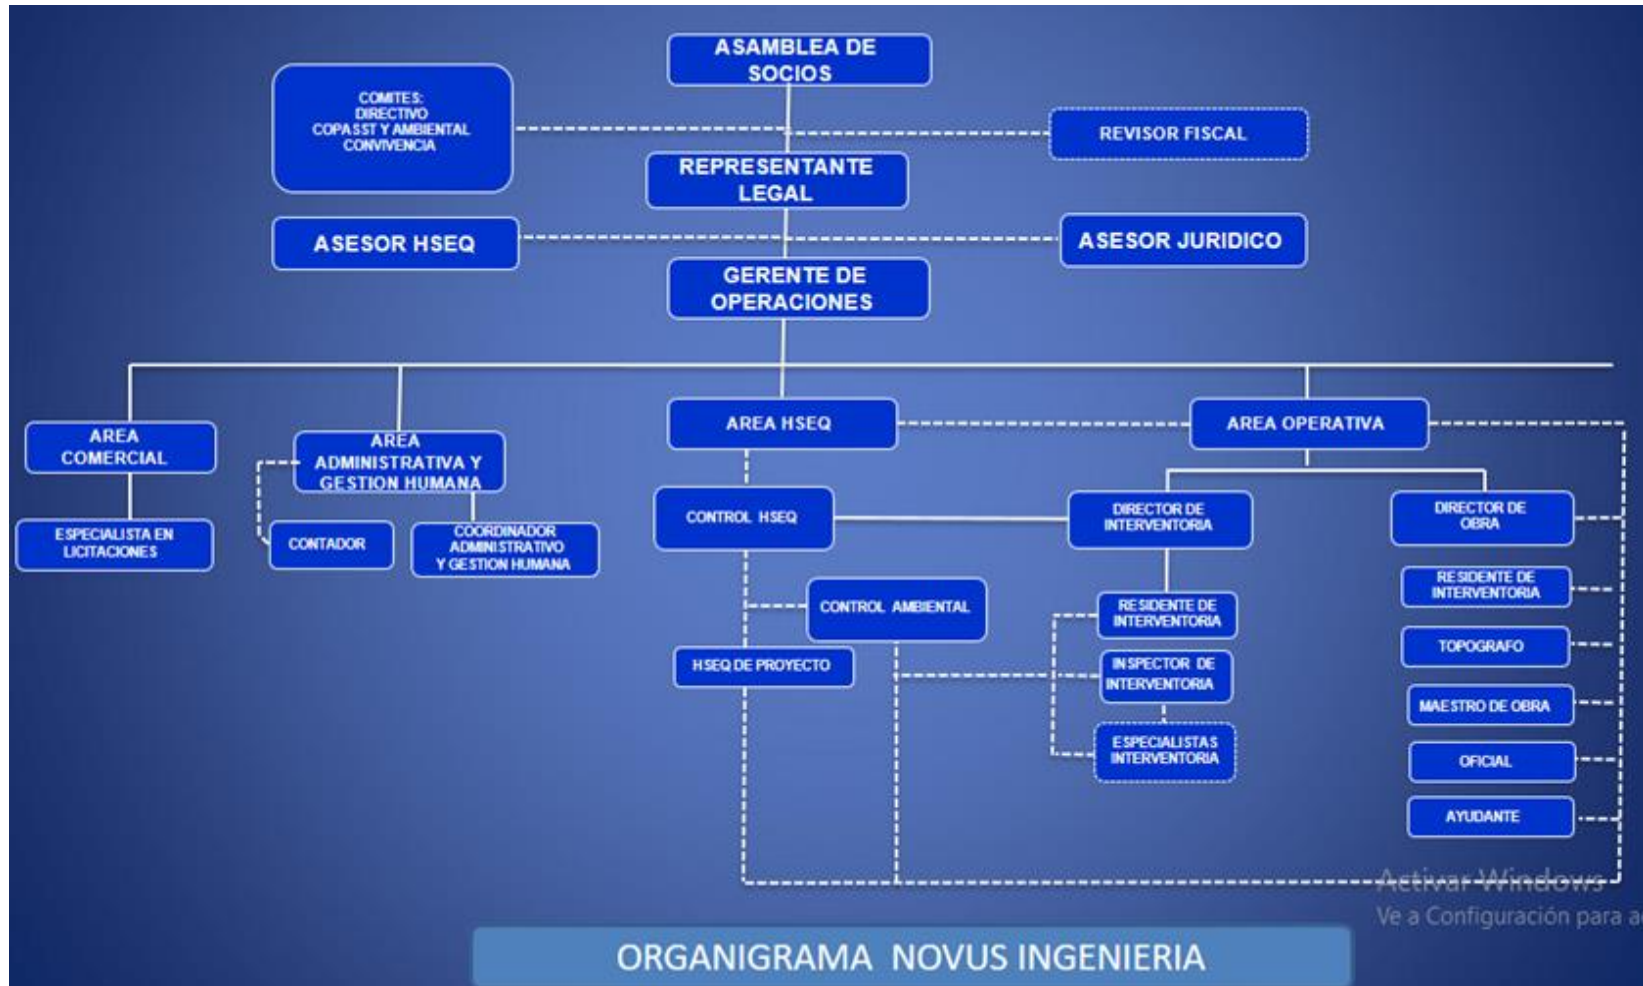 ASAMBLEA DE
SOCIOS
COMITES:
DIRECTIVO
COPASST Y AMBIENTAL
CONVIVENCIA
REVISOR FISCAL
REPRESENTANTE
LEGAL
ASESOR HSEQ
ASESOR JURIDICO
GERENTE DE
OPERACIONES
AREA
COMERCIAL
AREA
ADMINISTRATIVA Y
GESTION HUMANA
AREA HSEQ
AREA OPERATIVA
ESPECIALISTA EN
LICITACIONES
CONTADOR
COORDINADOR
ADMINISTRATIVO
Y GESTION HUMANA
CONTROL HSEQ
DIRECTOR DE
INTERVENTORIA
DIRECTOR DE
OBRA
CONTROL AMBIENTAL
HSEQ DE PROYECTO
RESIDENTE DE
INTERVENTORIA
INSPECTOR DE
INTERVENTORIA
ESPECIALISTAS
INTERVENTORIA
RESIDENTE DE
INTERVENTORIA
TOPOGRAFO
MAESTRO DE OBRA
OFICIAL
AYUDANTE
Activar Windows
Ve a Configuración para a
ORGANIGRAMA NOVUS INGENIERIA